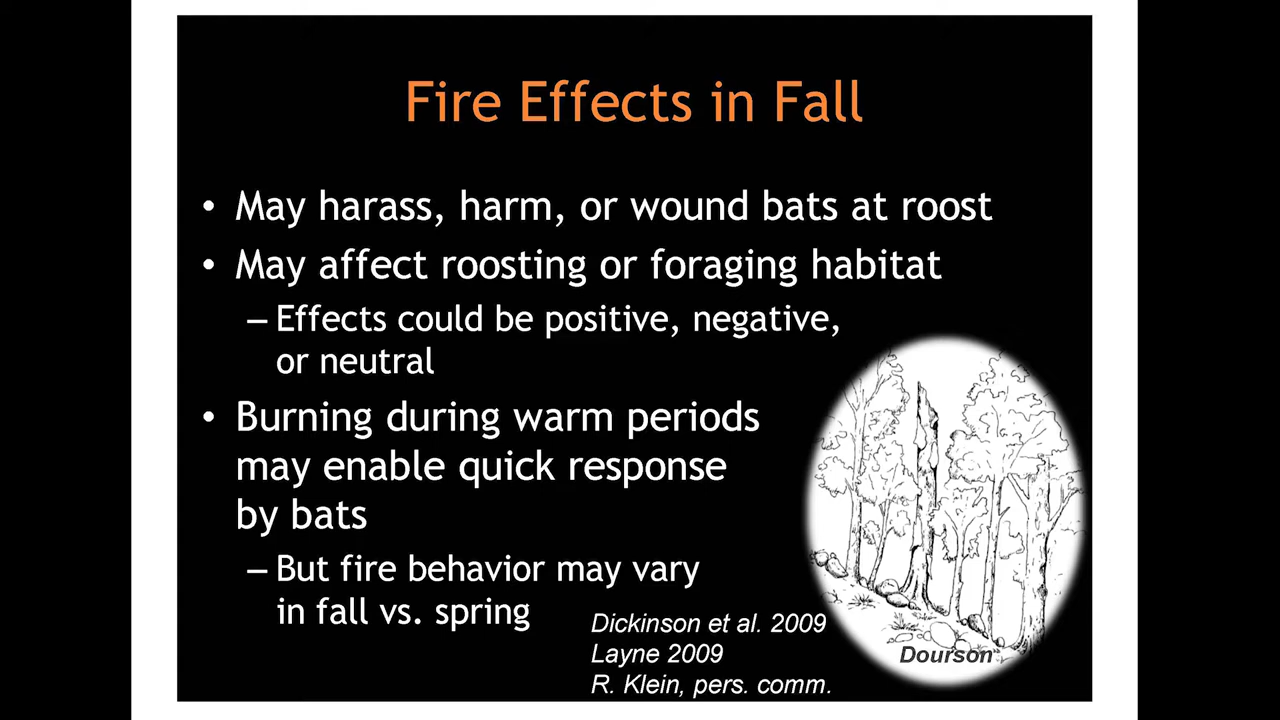 Fire Effects in Fall
• May harass, harm, or wound bats at roost
• May affect roosting or foraging habitat
– Effects could be positive, negative,
or neutral
• Burning during warm periods
may enable quick response
by bats
– But fire behavior may vary
in fall vs. spring
Dickinson et al. 2009
Layne 2009
R. Klein, pers. comm.
Dourson